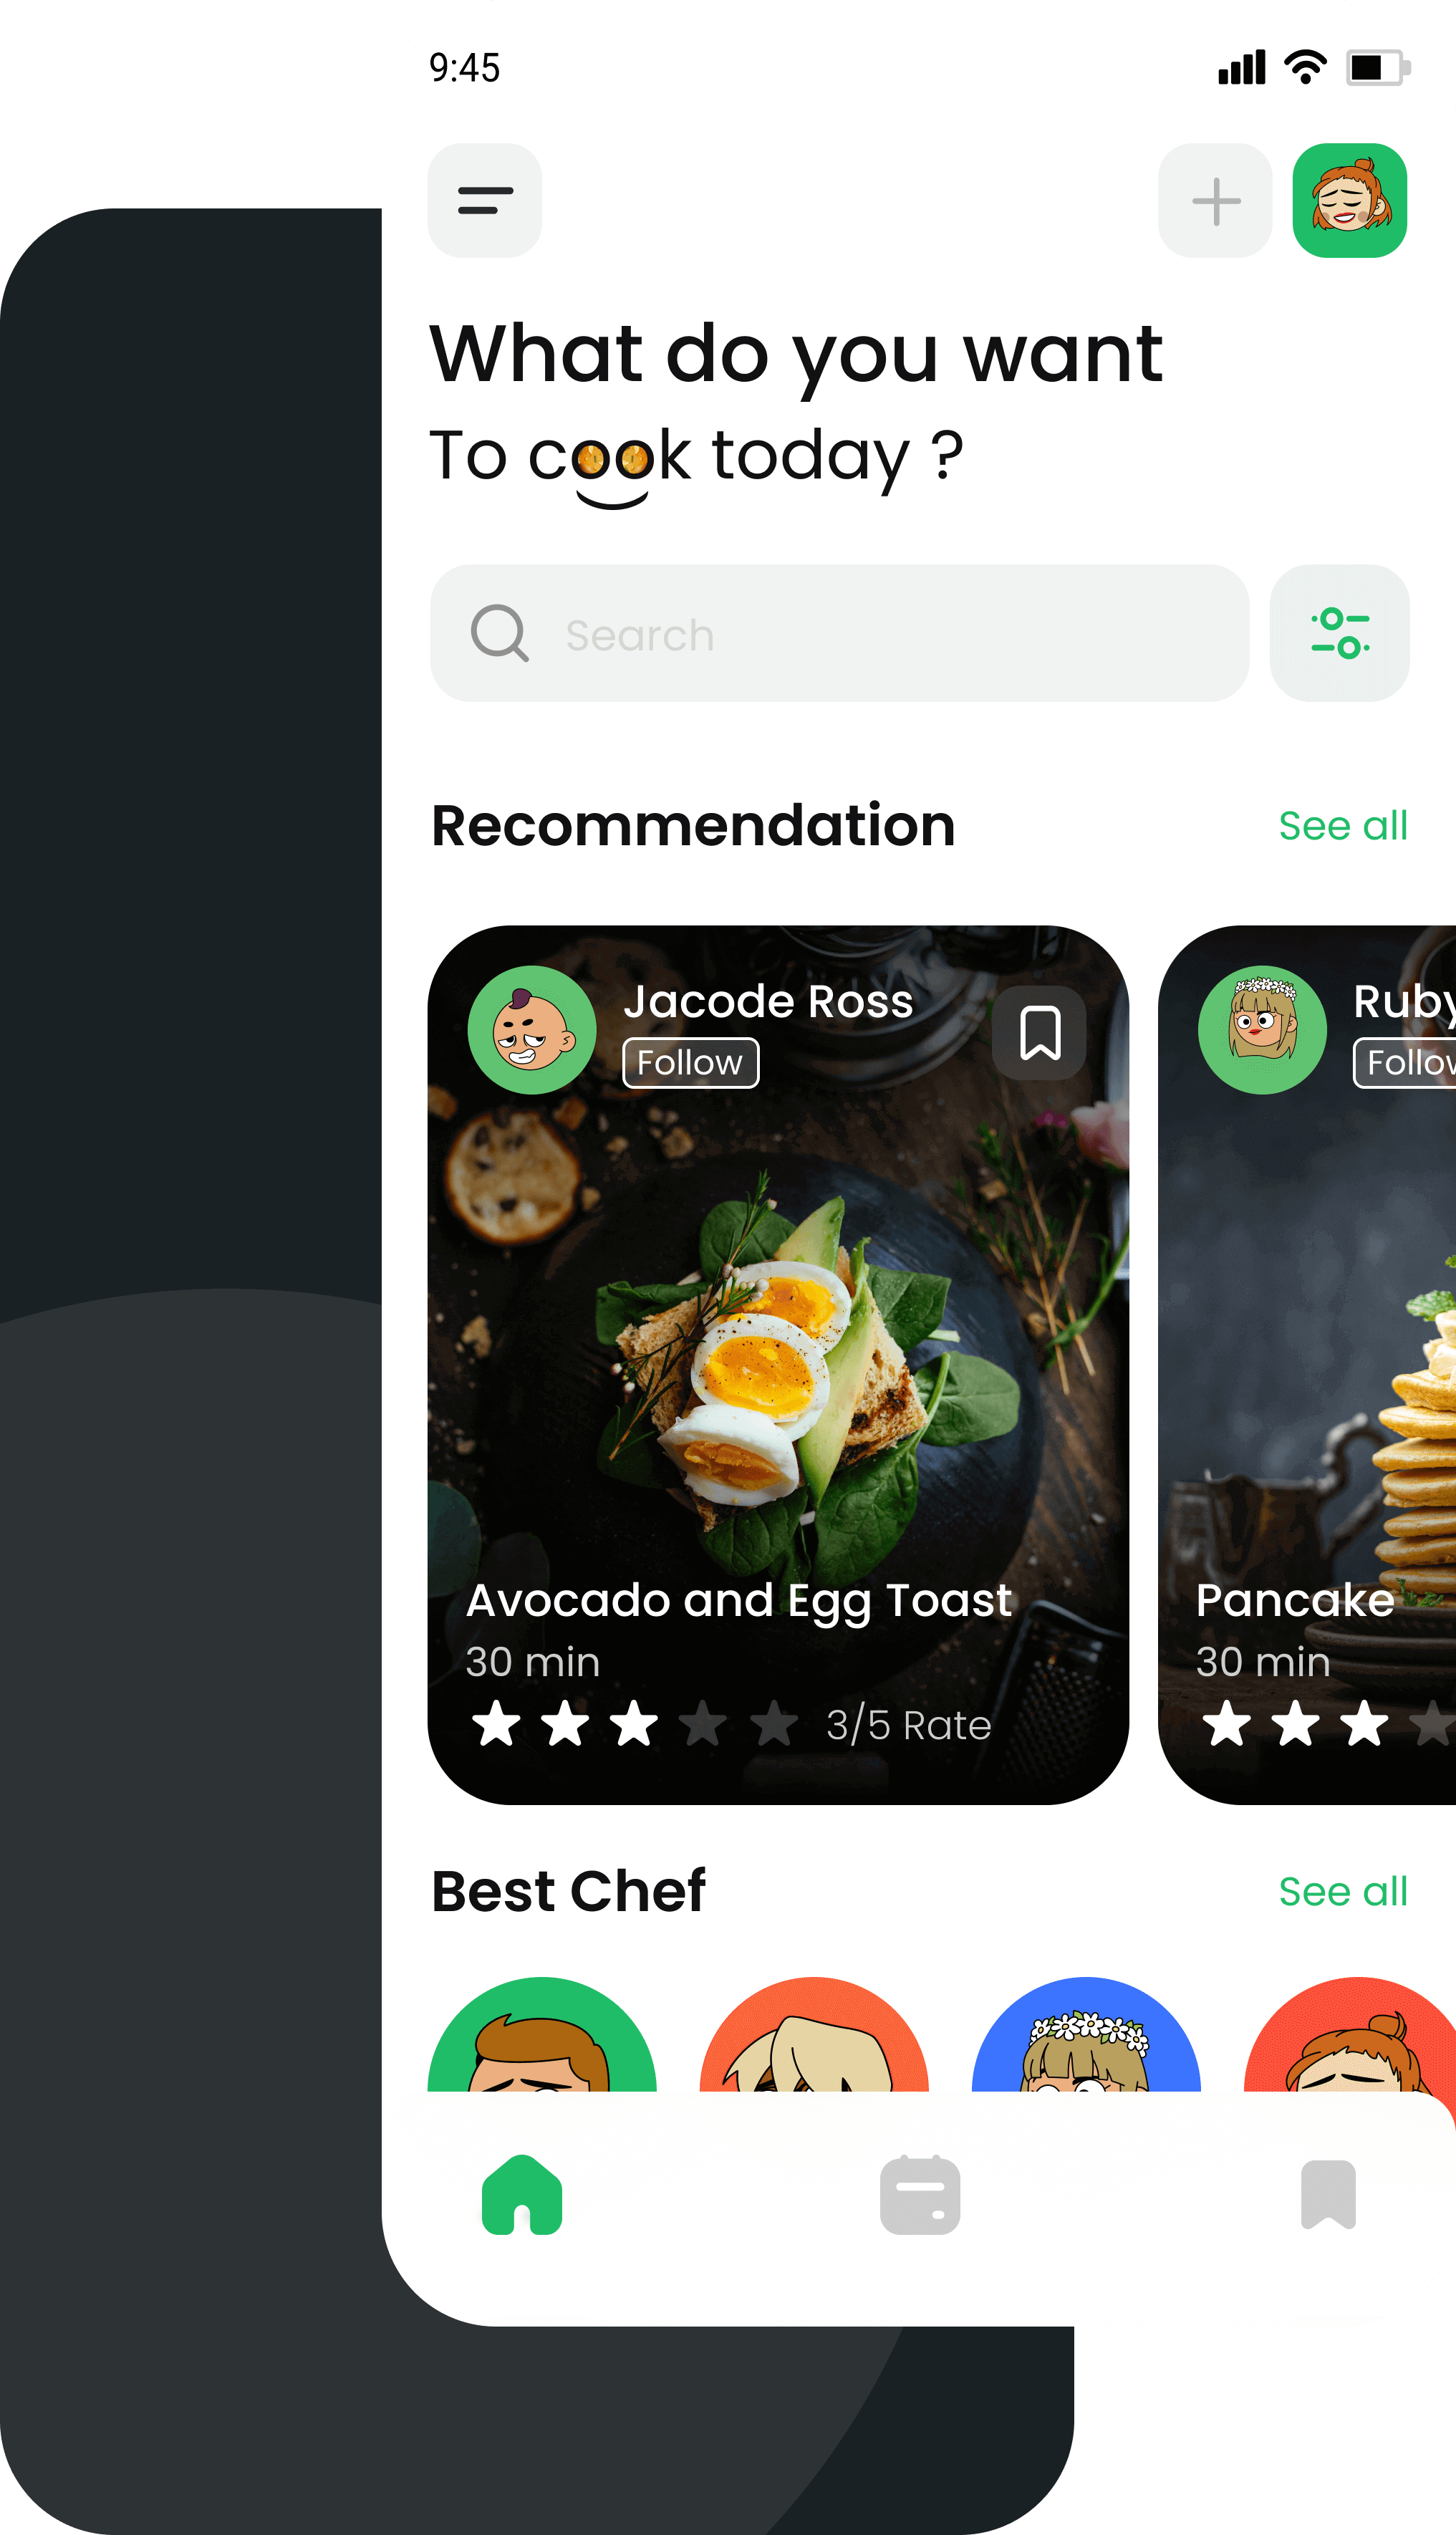 9:45
What do you want
To cook today ?
Search
Recommendation
See all
Jacode Ross
Follow
Avocado and Egg Toast
30 min
3/5 Rate
Ruby
Follow
Pancake
30 min
Best Chef
See all